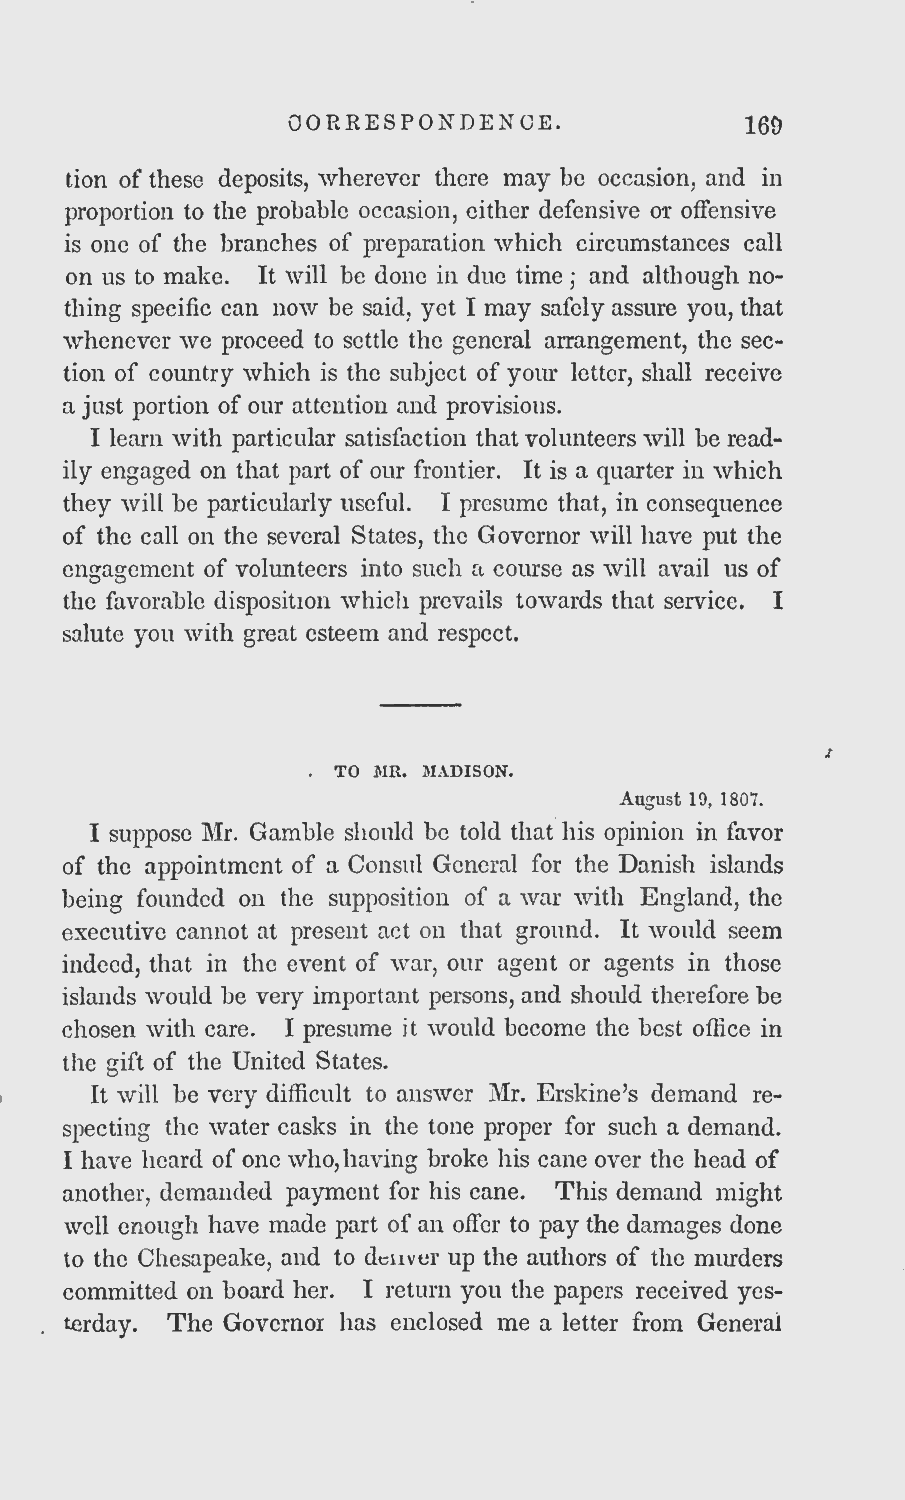 CORRESPONDENCE. 169
tion of these deposits, wherever there may be occasion, and in
proportion to the probable occasion, either defensive or offensive
is one of the branches of preparation which circumstances call
on us to make. It will be done in due time; and although no-
thing specific can now be said, yet I may safely assure you, that
whenever we proceed to settle the general arrangement, the sec-
tion of country which is the subject of your letter, shall receive
a just portion of our attention and provisions.
I learn with particular satisfaction that volunteers will be read-
ily engaged on that part of our frontier. It is a quarter in which
they will be particularly useful. I presume that, in consequence
of the call on the several States, the Governor will have put the
engagement of volunteers into such a course as will avail us of
the favorable disposition which prevails towards that service. I
salute you with great esteem and respect.
TO MR. MADISON.
August 19, 1807.
I suppose Mr. Gamble should be told that his opinion in favor
of the appointment of a Consul General for the Danish islands
being founded on the supposition of a war with England, the
executive cannot at present act on that ground. It would seem
indeed, that in the event of war, our agent or agents in those
islands would be very important persons, and should therefore be
chosen with care. I presume it would become the best office in
the gift of the United States.
It will be very difficult to answer Mr. Erskine's demand re-
specting the water casks in the tone proper for such a demand.
I have heard of one who, having broke his cane over the head of
another, demanded payment for his cane. This demand might
well enough have made part of an offer to pay the damages done
to the Chesapeake, and to deliver up the authors of the murders
committed on board her. I return you the papers received yes-
terday. The Governor has enclosed me a letter from General